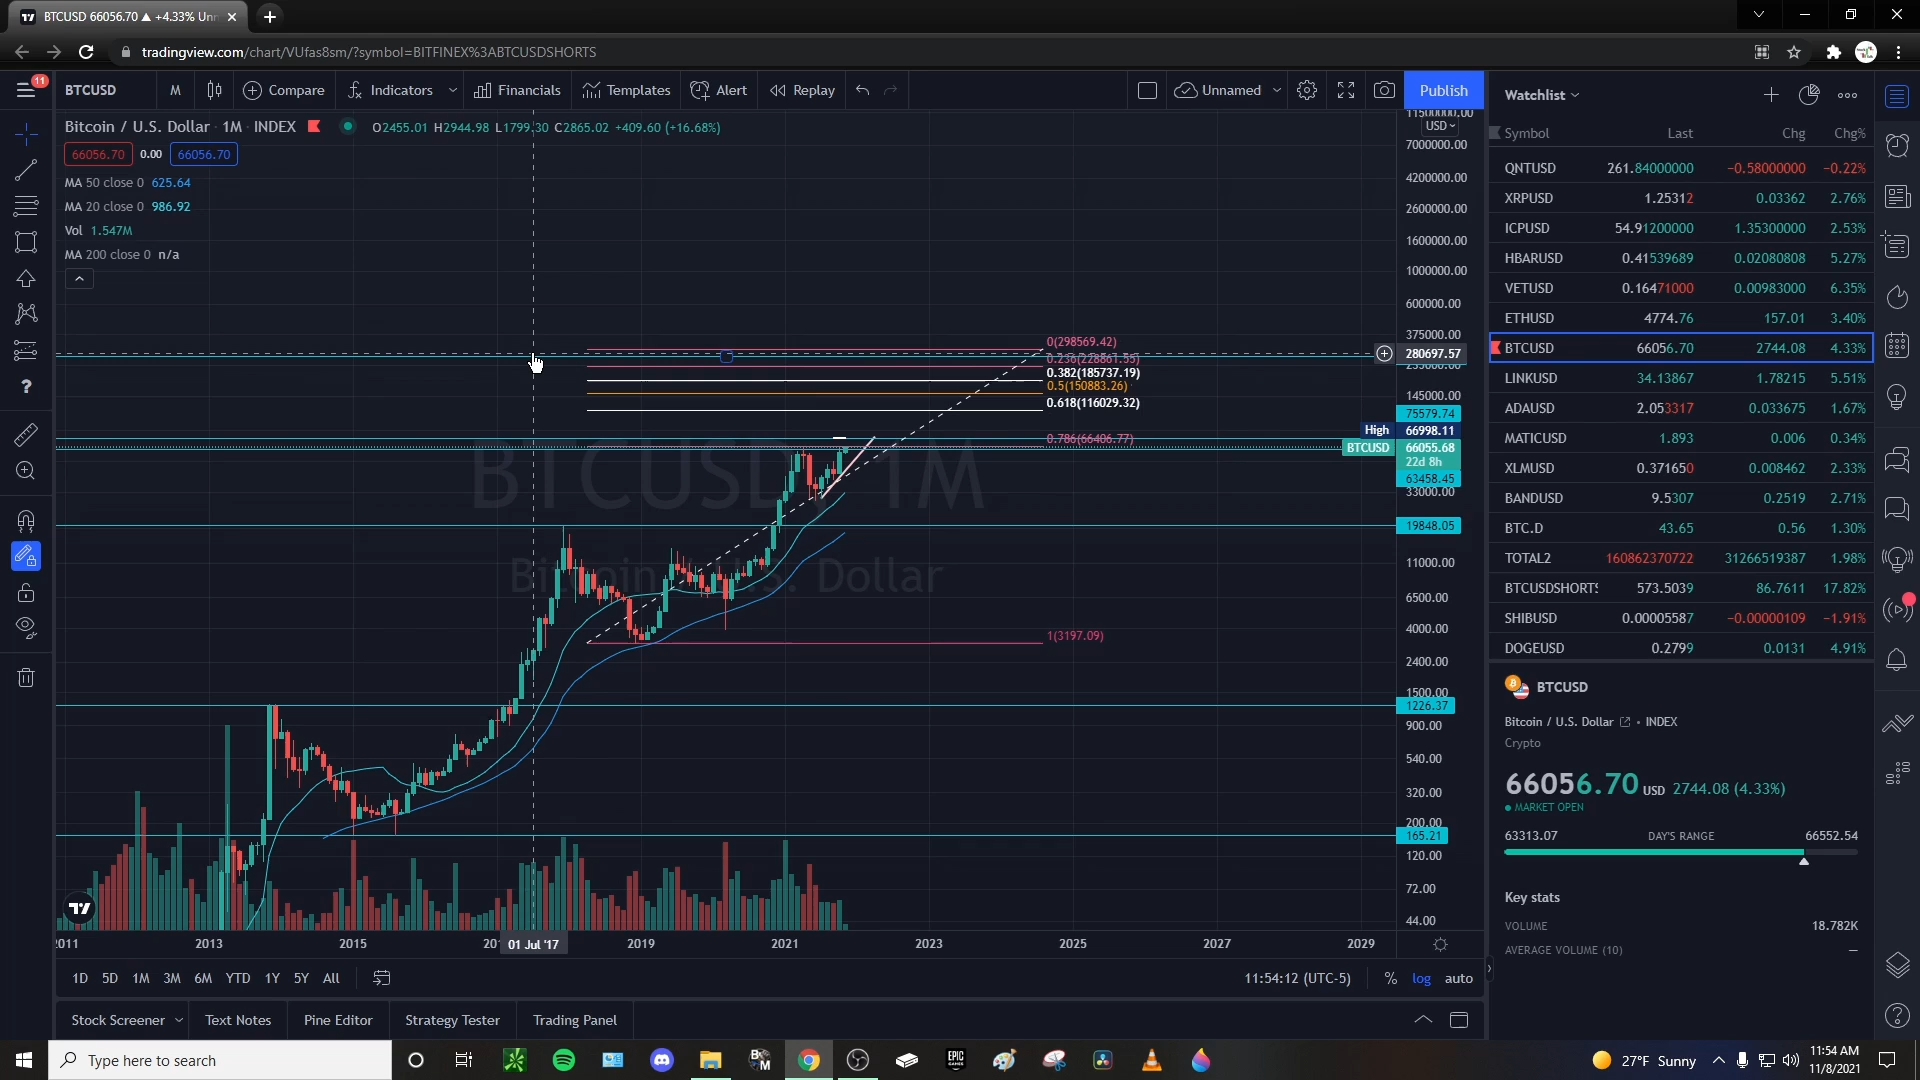 BTCUSD 66056.70 ▲ +4.33% Unn
tradingview.com/chart/VUfas8sm/?symbol=BITFINEX%3ABTCUSDSHORTS
11
BTCUSD
M
Compare
Indicators
Financials
Templates
Alert
Replay
Unnamed
Publish
Bitcoin / U.S. Dollar · 1M · INDEX
O2455.01 H2944.98 L1799.30 C2865.02 +409.60 (+16.68%)
66056.70 0.00 66056.70
MA 50 close 0 625.64
MA 20 close 0 986.92
Vol 1.547M
MA 200 close 0 n/a
BTCUSD, 1M
Bitcoin / U.S. Dollar
0(298569.42)
0.236(228861.55)
0.382(185737.19)
0.5(150883.26)
0.618(116029.32)
0.786(66406.77)
1(3197.09)
USD
7000000.00
4200000.00
2600000.00
1600000.00
1000000.00
600000.00
375000.00
280697.57
145000.00
75579.74
High 66998.11
BTCUSD 66055.68
22d 8h
63458.45
33000.00
19848.05
11000.00
6500.00
4000.00
2400.00
1500.00
1226.37
900.00
540.00
320.00
200.00
165.21
120.00
72.00
44.00
2011 2013 2015 01 Jul '17 2019 2021 2023 2025 2027 2029
1D 5D 1M 3M 6M YTD 1Y 5Y All
11:54:12 (UTC-5) % log auto
Stock Screener
Text Notes
Pine Editor
Strategy Tester
Trading Panel
Watchlist
Symbol Last Chg Chg%
QNTUSD 261.84000000 −0.58000000 −0.22%
XRPUSD 1.25312 0.03362 2.76%
ICPUSD 54.91200000 1.35300000 2.53%
HBARUSD 0.41539689 0.02080808 5.27%
VETUSD 0.16471000 0.00983000 6.35%
ETHUSD 4774.76 157.01 3.40%
BTCUSD 66056.70 2744.08 4.33%
LINKUSD 34.13867 1.78215 5.51%
ADAUSD 2.053317 0.033675 1.67%
MATICUSD 1.893 0.006 0.34%
XLMUSD 0.371650 0.008462 2.33%
BANDUSD 9.5307 0.2519 2.71%
BTC.D 43.65 0.56 1.30%
TOTAL2 160862370722 31266519387 1.98%
BTCUSDSHORTS 573.5039 86.7611 17.82%
SHIBUSD 0.00005587 −0.00000109 −1.91%
DOGEUSD 0.2799 0.0131 4.91%
BTCUSD
Bitcoin / U.S. Dollar • INDEX
Crypto
66056.70 USD 2744.08 (4.33%)
MARKET OPEN
63313.07 DAY'S RANGE 66552.54
Key stats
VOLUME 18.782K
AVERAGE VOLUME (10) —
Type here to search
27°F Sunny
11:54 AM
11/8/2021